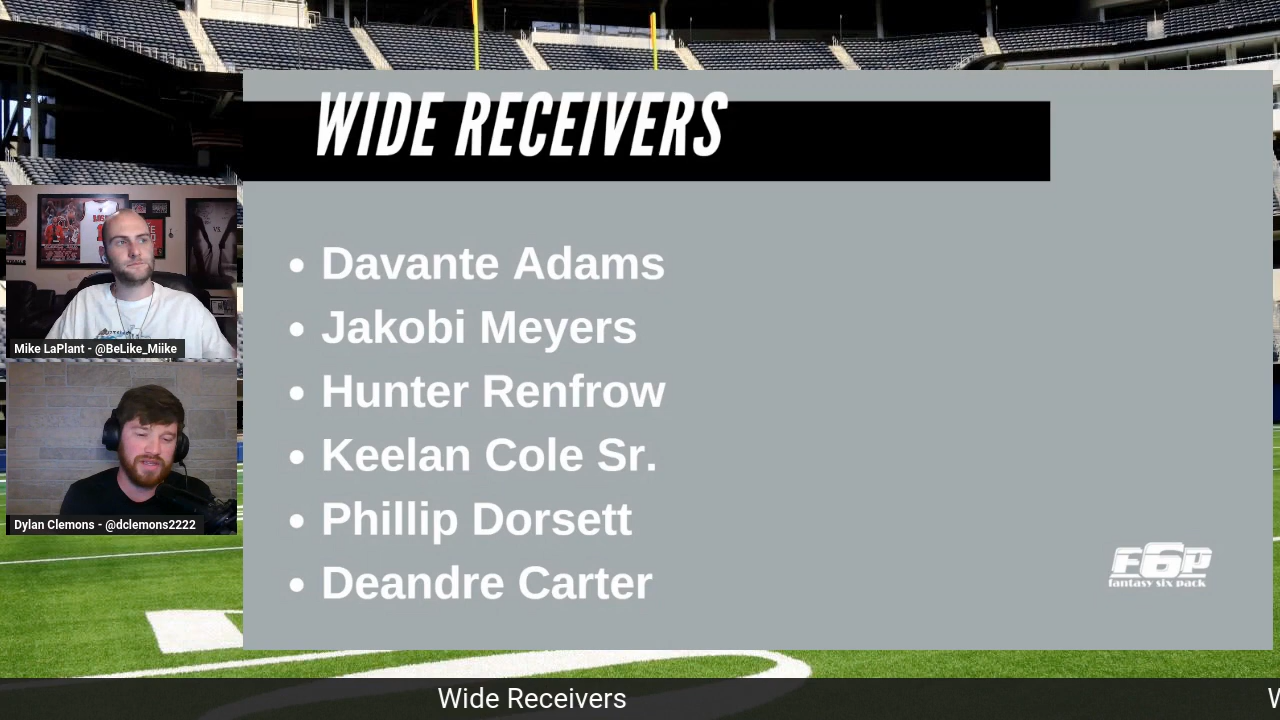 WIDE RECEIVERS
• Davante Adams
• Jakobi Meyers
• Hunter Renfrow
• Keelan Cole Sr.
• Phillip Dorsett
• Deandre Carter
Mike LaPlant - @BeLike_Miike
Dylan Clemons - @dclemons2222
F6P
fantasy six pack
Wide Receivers
W